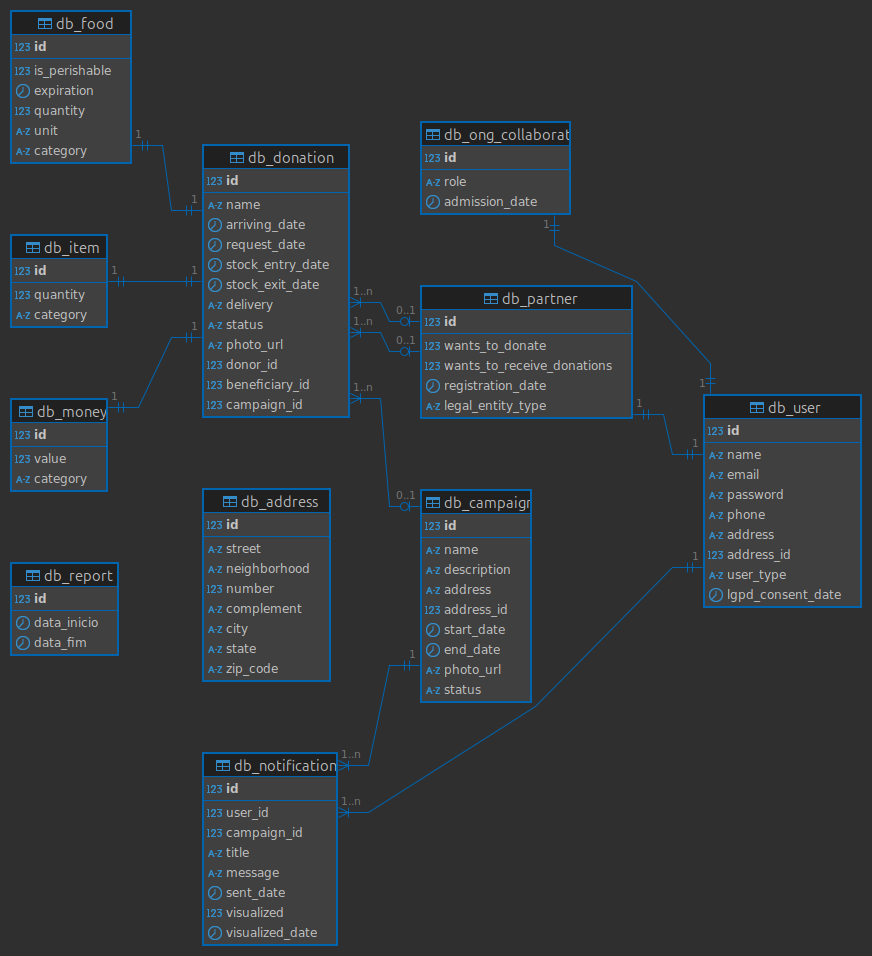 db_food
123 id
123 is_perishable
expiration
123 quantity
A-Z unit
A-Z category
1
1
db_item
123 id
123 quantity
A-Z category
1
1
db_money
123 id
123 value
A-Z category
1
1
db_report
123 id
data_inicio
data_fim
db_donation
123 id
A-Z name
arriving_date
request_date
stock_entry_date
stock_exit_date
A-Z delivery
A-Z status
A-Z photo_url
123 donor_id
123 beneficiary_id
123 campaign_id
1..n
0..1
1..n
0..1
1..n
0..1
db_address
123 id
A-Z street
A-Z neighborhood
123 number
A-Z complement
A-Z city
A-Z state
A-Z zip_code
db_notification
123 id
123 user_id
123 campaign_id
A-Z title
A-Z message
sent_date
123 visualized
visualized_date
1..n
1..n
db_ong_collaborat
123 id
A-Z role
admission_date
1
1
db_partner
123 id
123 wants_to_donate
123 wants_to_receive_donations
registration_date
A-Z legal_entity_type
1
1
db_campaign
123 id
A-Z name
A-Z description
A-Z address
123 address_id
start_date
end_date
A-Z photo_url
A-Z status
1
db_user
123 id
A-Z name
A-Z email
A-Z password
A-Z phone
A-Z address
123 address_id
A-Z user_type
lgpd_consent_date
1